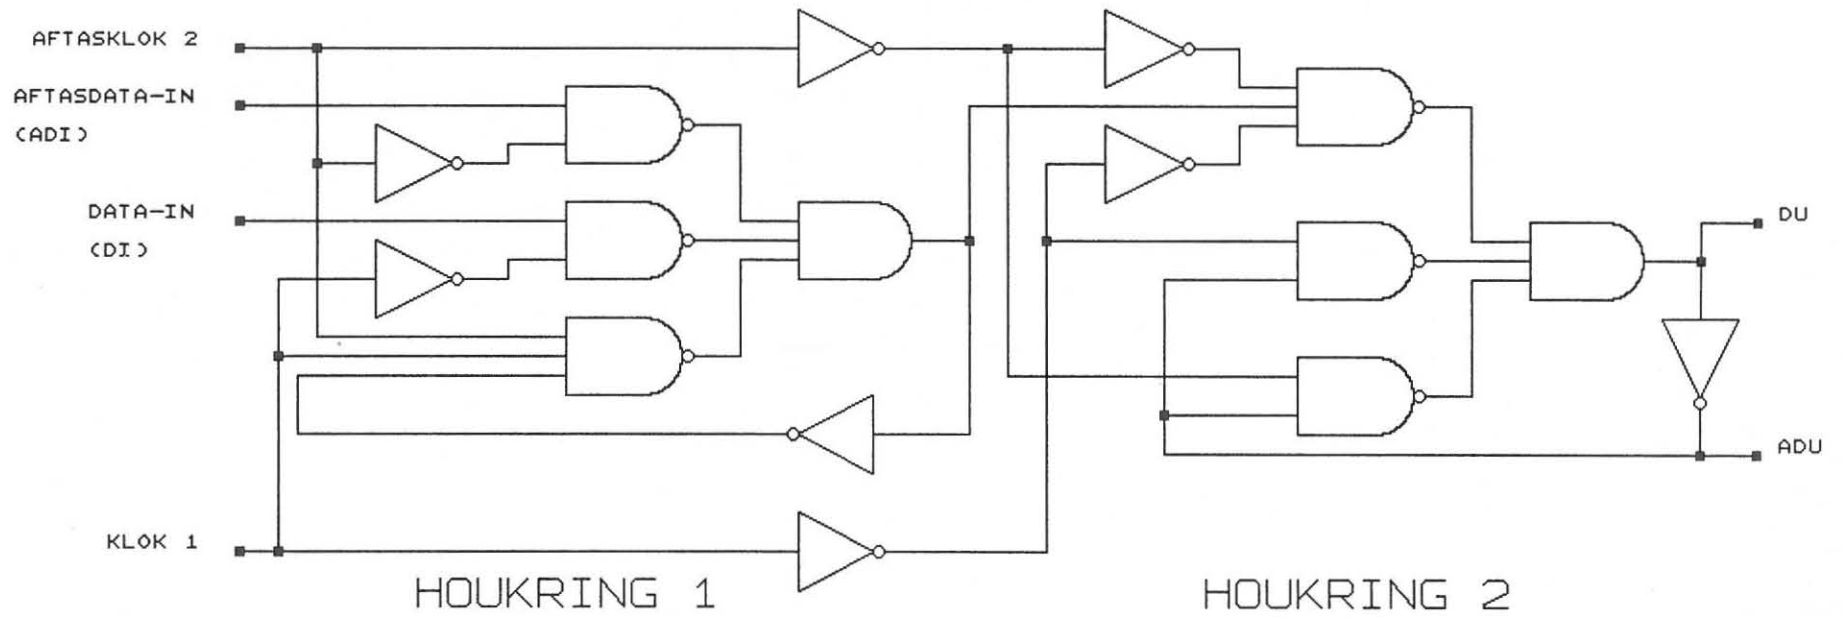 AFTASKLOK 2
AFTASDATA-IN
(ADI)
DATA-IN
(DI)
KLOK 1
DU
ADU
HOUKRING 1
HOUKRING 2